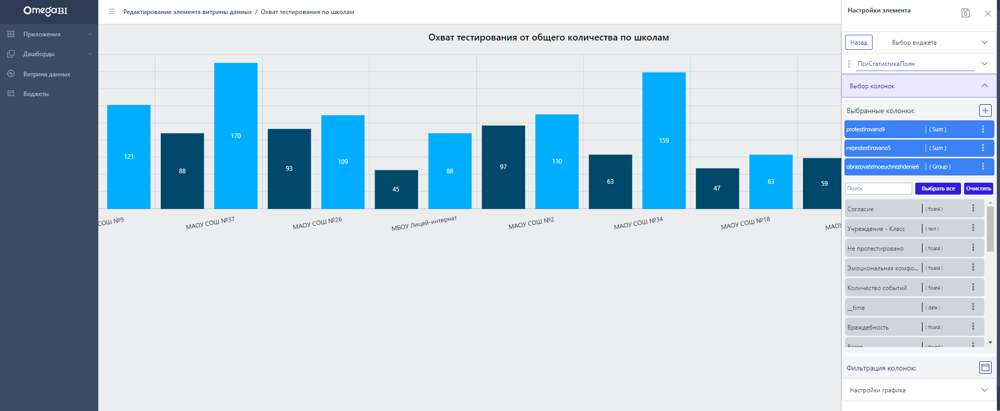 OmegaBI
Приложения
Дашборды
Витрина данных
Виджеты
Редактирование элемента витрины данных / Охват тестирования по школам
Охват тестирования от общего количества по школам
121
88
170
93
109
45
88
97
110
63
159
47
63
59
СОШ №9
МАОУ СОШ №37
МАОУ СОШ №26
МБОУ Лицей-интернат
МАОУ СОШ №2
МАОУ СОШ №34
МАОУ СОШ №18
МАОУ
Настройки элемента
Назад
Выбор виджета
ПсиСтатистикаПолн
Выбор колонок
Выбранные колонки:
protestirovano9 ( Sum )
neprotestirovano5 ( Sum )
obrazovatelnoeuchrezhdenie6 ( Group )
Поиск
Выбрать все
Очистить
Согласие ( float4 )
Учреждение - Класс ( text )
Не протестировано ( float4 )
Эмоциональная комфо... ( float4 )
Количество событий ( float4 )
__time ( date )
Враждебность ( float4 )
Всего ( float4 )
Фильтрация колонок:
Настройки графика